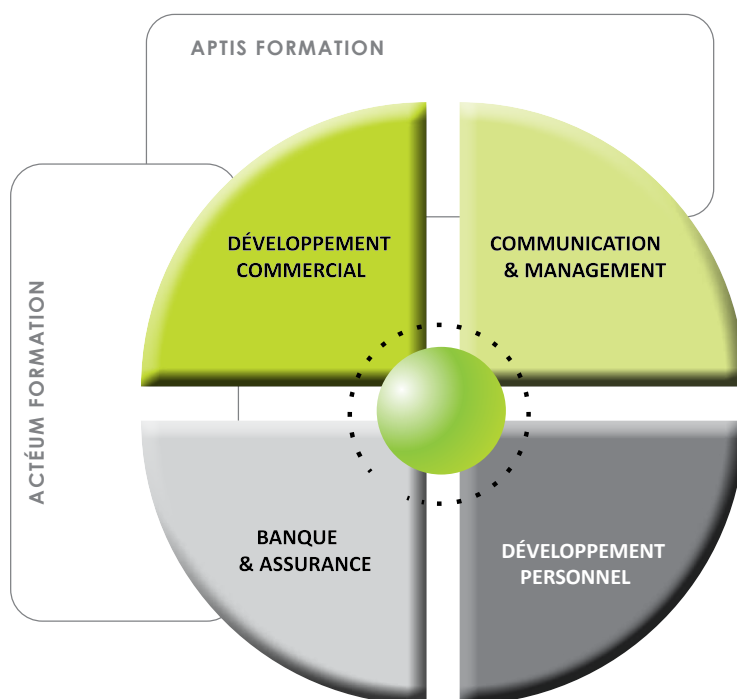 APTIS FORMATION
ACTÉUM FORMATION
DÉVELOPPEMENT
COMMERCIAL
COMMUNICATION
& MANAGEMENT
BANQUE
& ASSURANCE
DÉVELOPPEMENT
PERSONNEL